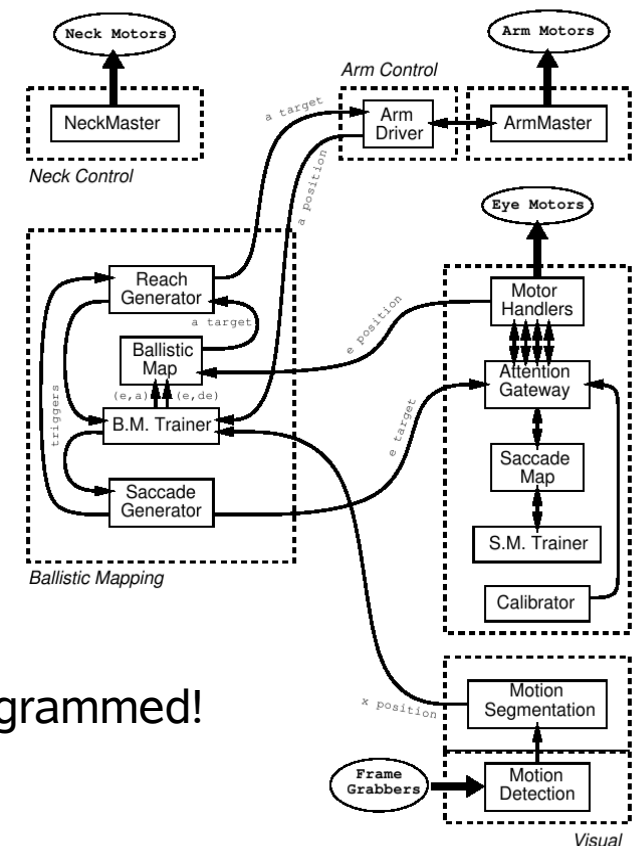 Neck Motors
Arm Motors
Arm Control
NeckMaster
a target
Arm
Driver
ArmMaster
Neck Control
a position
Eye Motors
Reach
Generator
Motor
Handlers
a target
e position
Ballistic
Map
Attention
Gateway
(e,a)
(e,de)
triggers
B.M. Trainer
e target
Saccade
Map
Saccade
Generator
S.M. Trainer
Ballistic Mapping
Calibrator
grammed!
x position
Motion
Segmentation
Frame
Grabbers
Motion
Detection
Visual